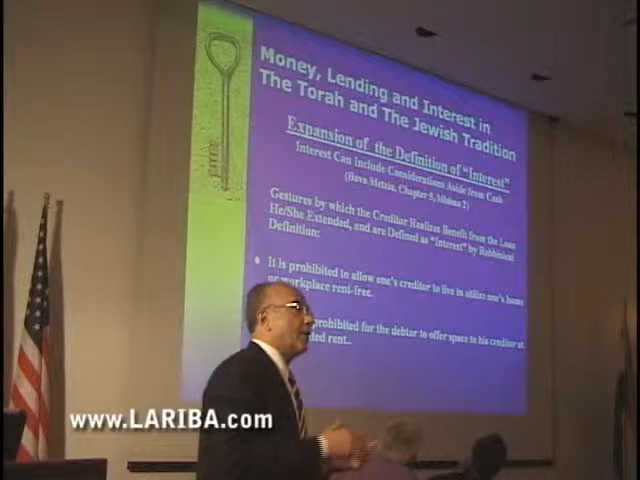 Money, Lending and Interest in
The Torah and The Jewish Tradition
Expansion of the Definition of "Interest"
Interest Can Include Considerations Aside from Cash
(Bava Metzia, Chapter 5, Mishna 2)
Gestures by which the Creditor Realizes Benefit from the Loan
He/She Extended, and are Defined as "Interest" by Rabbinical
Definition:
• It is prohibited to allow one's creditor to live in utilize one's home
or workplace rent-free.
prohibited for the debtor to offer space to his creditor at
rent..
www.LARIBA.com